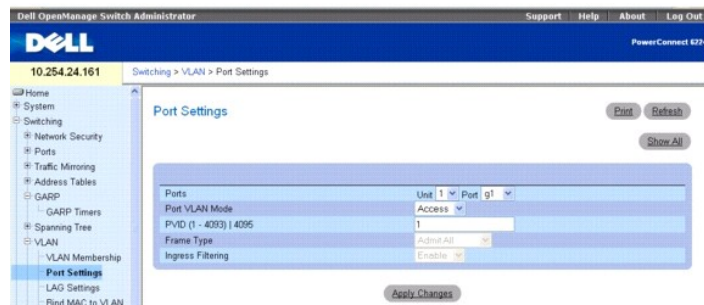 Dell OpenManage Switch Administrator
Support Help About Log Out
DELL
PowerConnect 6224
10.254.24.161
Switching > VLAN > Port Settings
Home
System
Switching
Network Security
Ports
Traffic Mirroring
Address Tables
GARP
GARP Timers
Spanning Tree
VLAN
VLAN Membership
Port Settings
LAG Settings
Bind MAC to VLAN
Port Settings
Print Refresh
Show All
Ports Unit 1 Port g1
Port VLAN Mode Access
PVID (1 - 4093) | 4095 1
Frame Type Admit All
Ingress Filtering Enable
Apply Changes